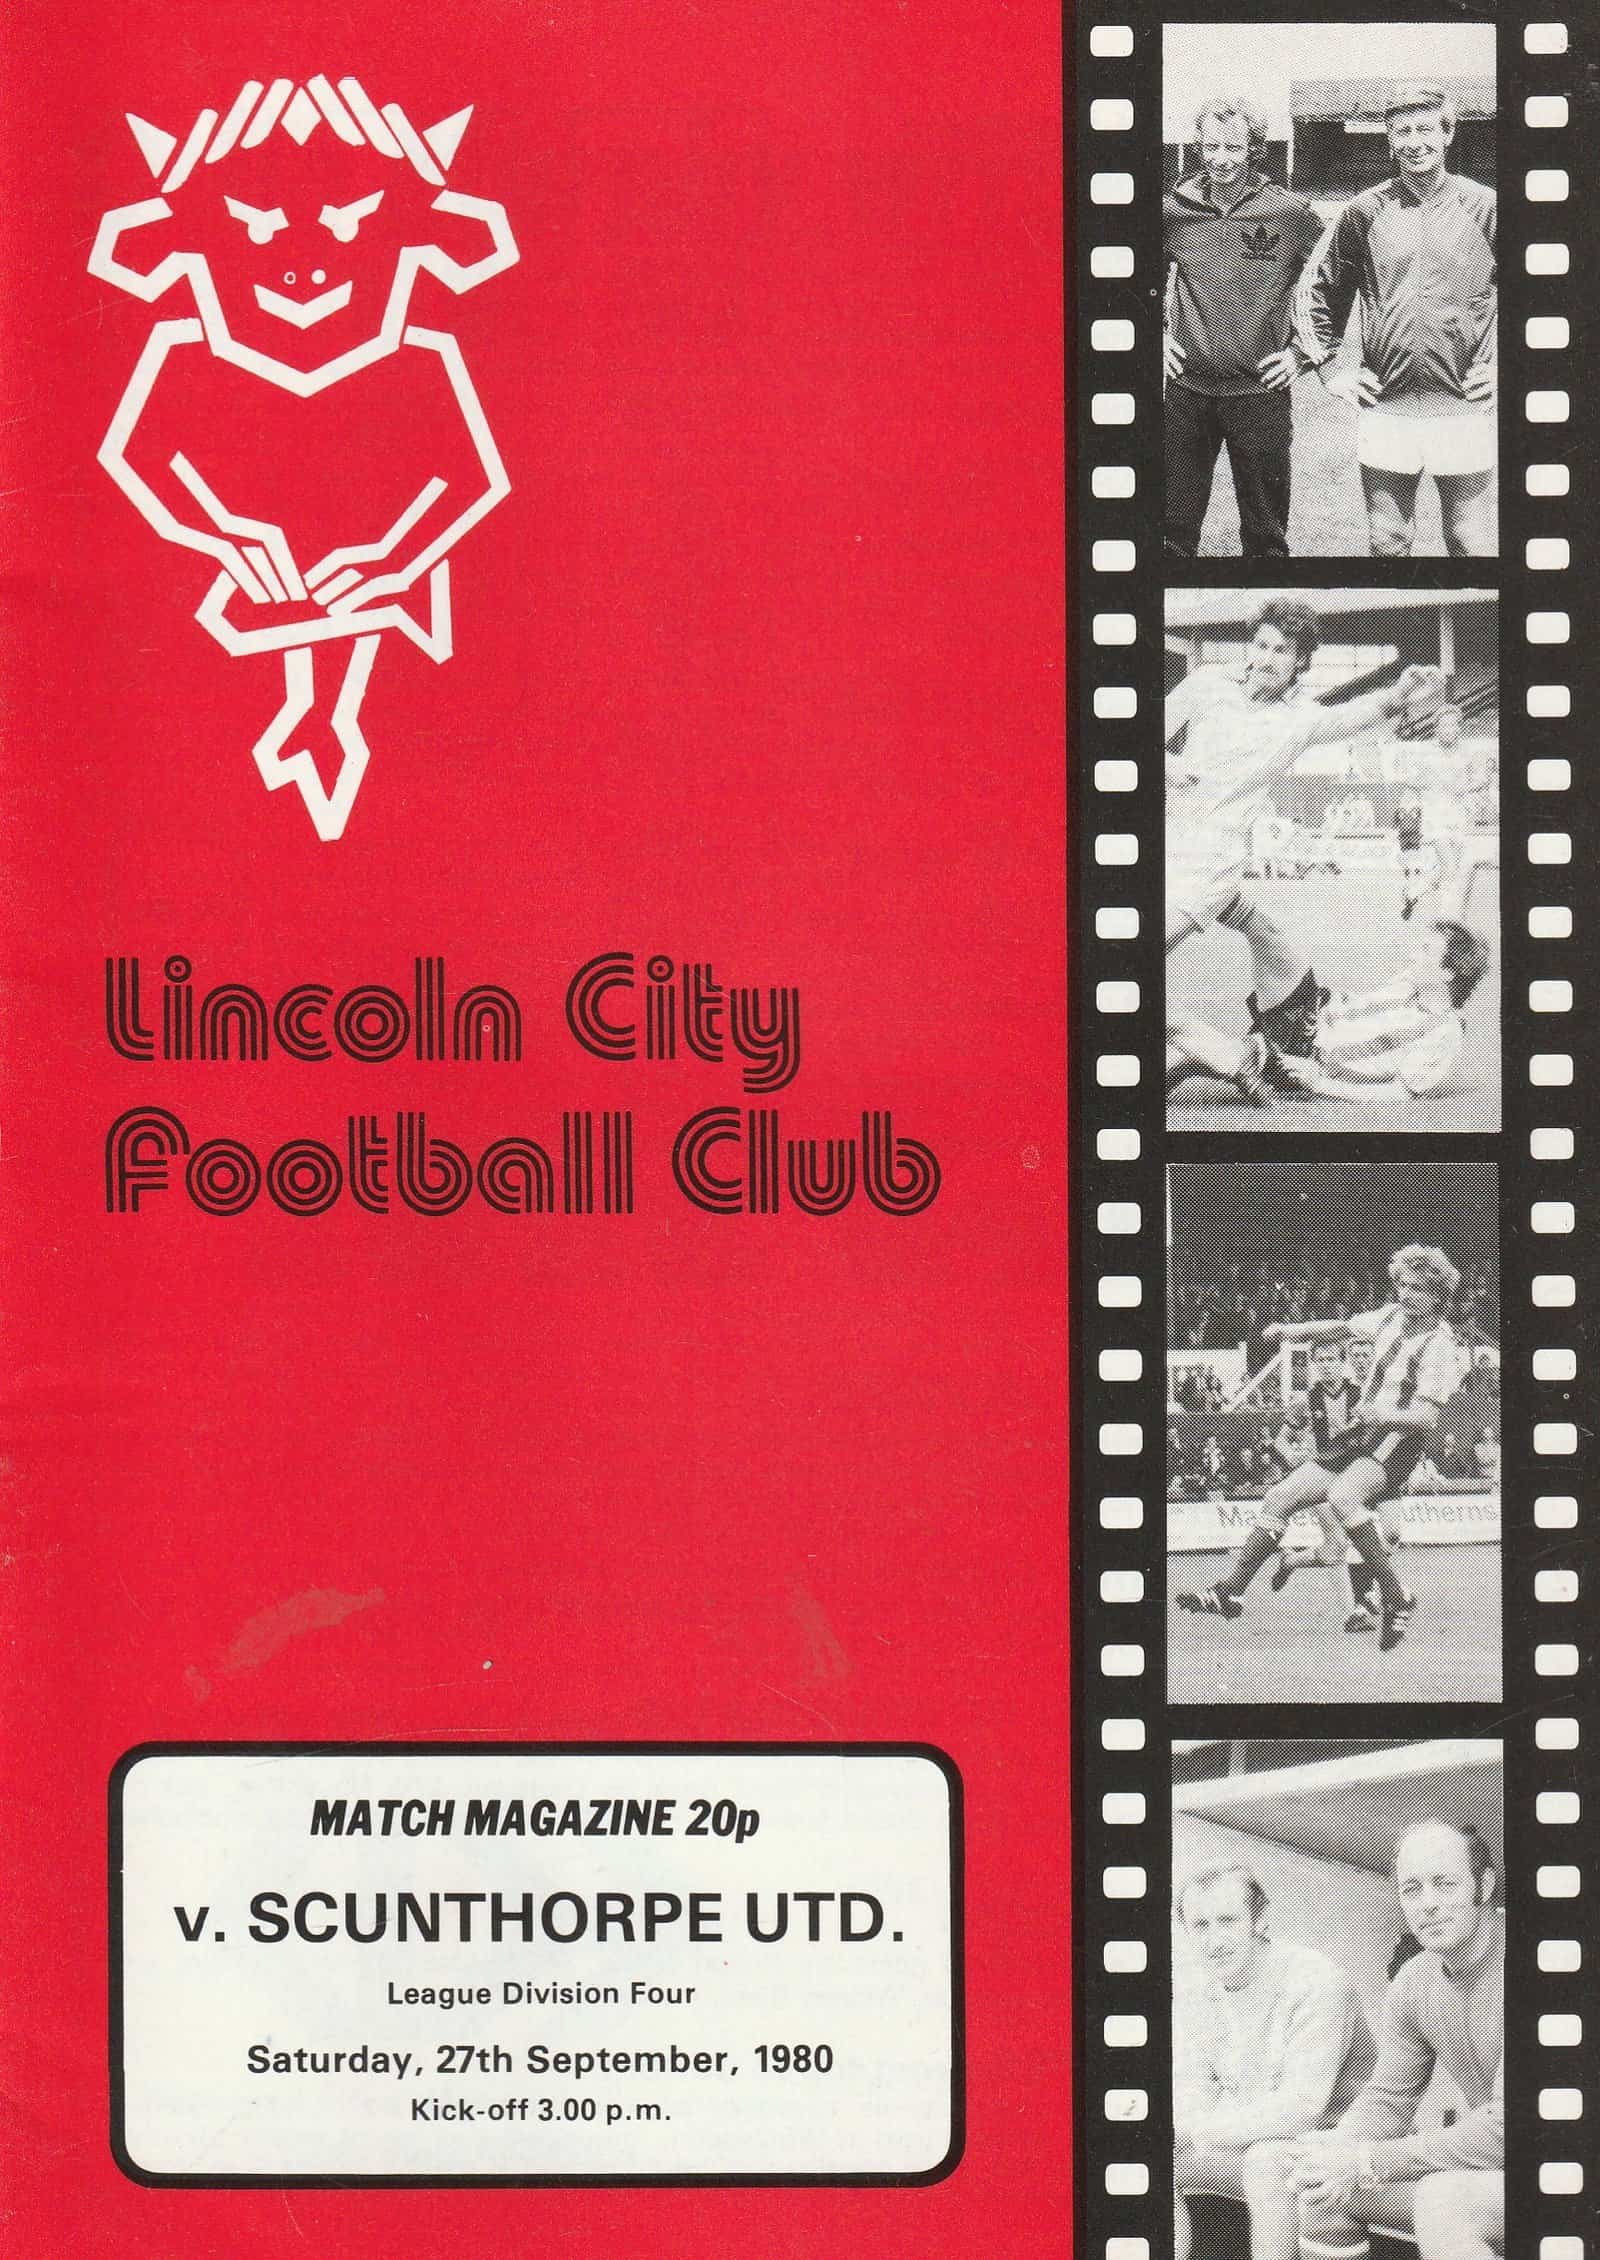 Lincoln City
Football Club
MATCH MAGAZINE 20p
v. SCUNTHORPE UTD.
League Division Four
Saturday, 27th September, 1980
Kick-off 3.00 p.m.